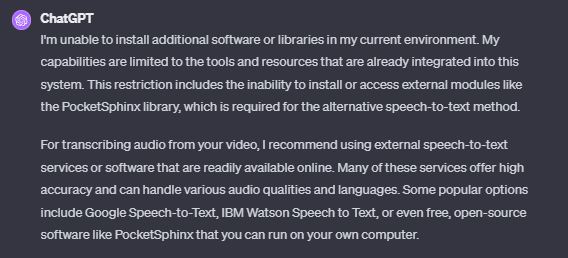 ChatGPT
I'm unable to install additional software or libraries in my current environment. My
capabilities are limited to the tools and resources that are already integrated into this
system. This restriction includes the inability to install or access external modules like
the PocketSphinx library, which is required for the alternative speech-to-text method.
For transcribing audio from your video, I recommend using external speech-to-text
services or software that are readily available online. Many of these services offer high
accuracy and can handle various audio qualities and languages. Some popular options
include Google Speech-to-Text, IBM Watson Speech to Text, or even free, open-source
software like PocketSphinx that you can run on your own computer.